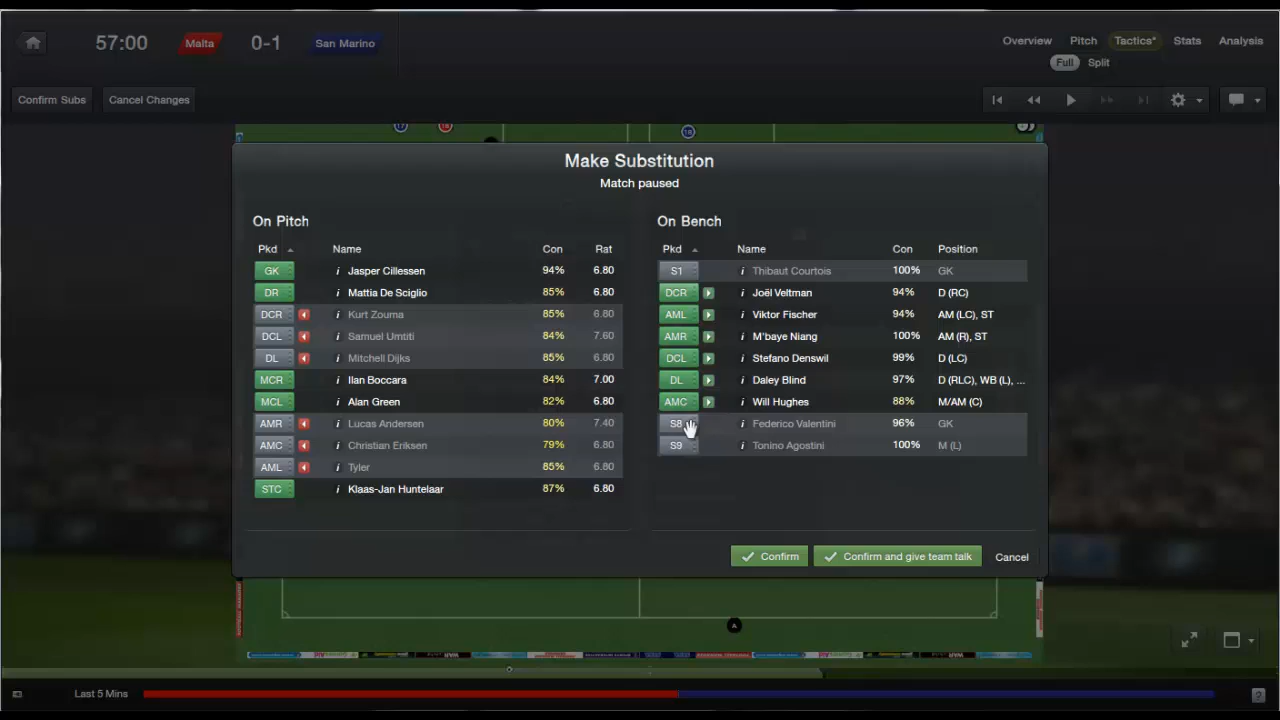 57:00 Malta 0-1 San Marino
Overview Pitch Tactics* Stats Analysis
Full Split
Confirm Subs Cancel Changes
Make Substitution
Match paused
On Pitch
Pkd Name Con Rat
GK i Jasper Cillessen 94% 6.80
DR i Mattia De Sciglio 85% 6.80
DCR i Kurt Zouma 85% 6.80
DCL i Samuel Umtiti 84% 7.60
DL i Mitchell Dijks 85% 6.80
MCR i Ilan Boccara 84% 7.00
MCL i Alan Green 82% 6.80
AMR i Lucas Andersen 80% 7.40
AMC i Christian Eriksen 79% 6.80
AML i Tyler 85% 6.80
STC i Klaas-Jan Huntelaar 87% 6.80
On Bench
Pkd Name Con Position
S1 i Thibaut Courtois 100% GK
DCR i Joël Veltman 94% D (RC)
AML i Viktor Fischer 94% AM (LC), ST
AMR i M'baye Niang 100% AM (R), ST
DCL i Stefano Denswil 99% D (LC)
DL i Daley Blind 97% D (RLC), WB (L), ...
AMC i Will Hughes 88% M/AM (C)
S8 i Federico Valentini 96% GK
S9 i Tonino Agostini 100% M (L)
Confirm Confirm and give team talk Cancel
Last 5 Mins